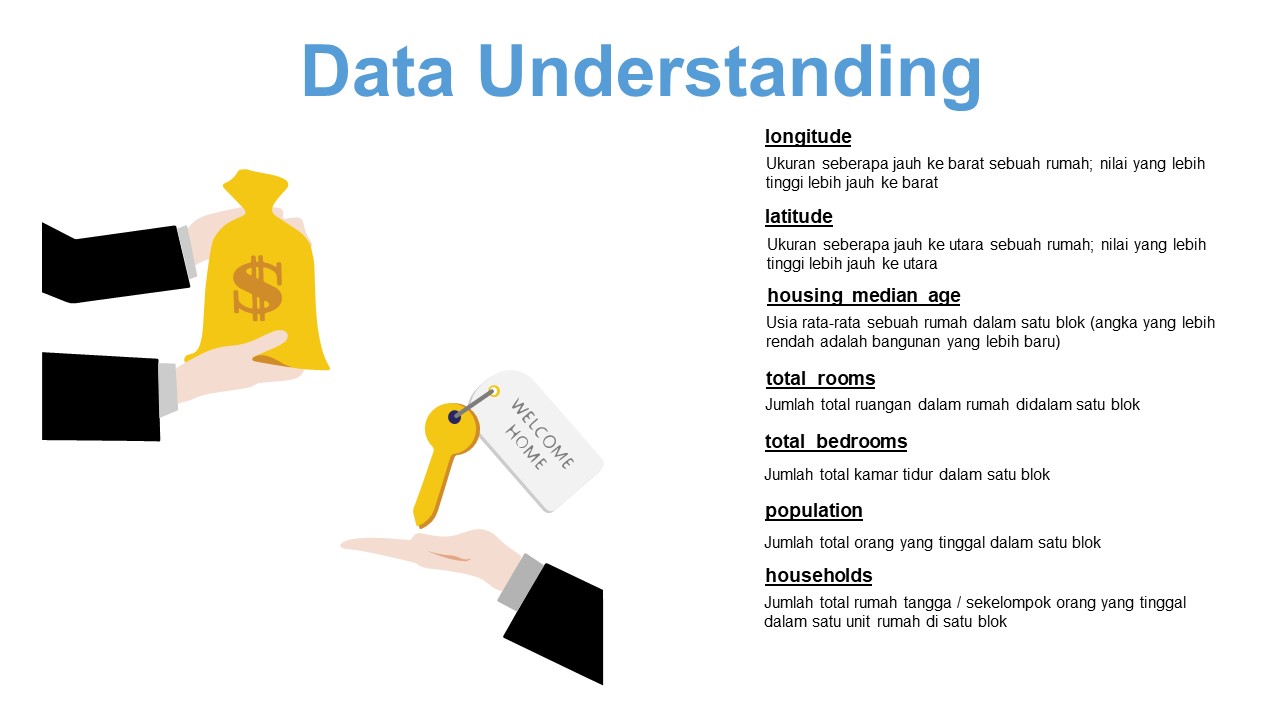 Data Understanding
$
WELCOME
HOME
longitude
Ukuran seberapa jauh ke barat sebuah rumah; nilai yang lebih
tinggi lebih jauh ke barat
latitude
Ukuran seberapa jauh ke utara sebuah rumah; nilai yang lebih
tinggi lebih jauh ke utara
housing_median_age
Usia rata-rata sebuah rumah dalam satu blok (angka yang lebih
rendah adalah bangunan yang lebih baru)
total_rooms
Jumlah total ruangan dalam rumah didalam satu blok
total_bedrooms
Jumlah total kamar tidur dalam satu blok
population
Jumlah total orang yang tinggal dalam satu blok
households
Jumlah total rumah tangga / sekelompok orang yang tinggal
dalam satu unit rumah di satu blok